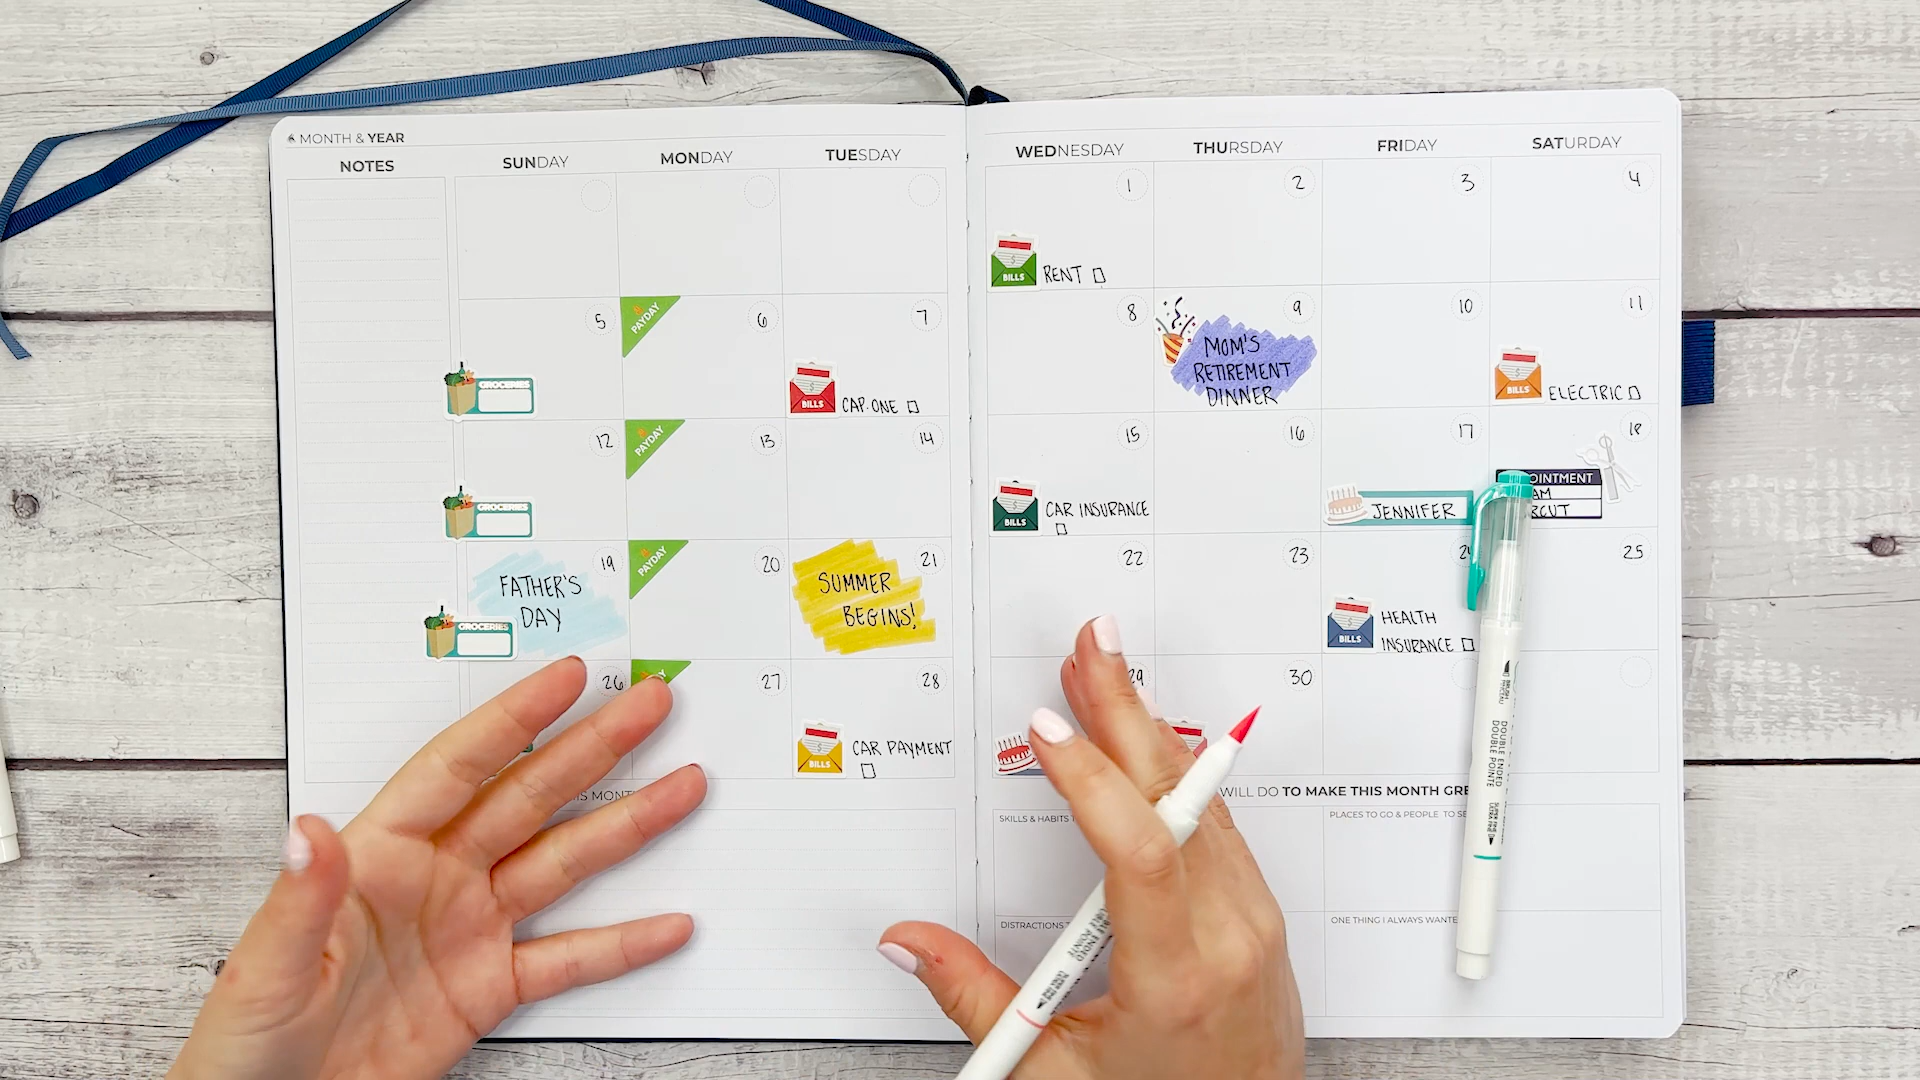 MONTH & YEAR
NOTES
SUNDAY
MONDAY
TUESDAY
WEDNESDAY
THURSDAY
FRIDAY
SATURDAY
1
2
3
4
BILLS
RENT
5
PAYDAY
6
7
8
9
10
11
GROCERIES
BILLS
CAP. ONE
MOM'S
RETIREMENT
DINNER
BILLS
ELECTRIC
12
PAYDAY
13
14
15
16
17
18
GROCERIES
BILLS
CAR INSURANCE
JENNIFER
19
FATHER'S
DAY
GROCERIES
PAYDAY
20
21
SUMMER
BEGINS!
22
23
25
BILLS
HEALTH
INSURANCE
26
27
28
29
30
BILLS
CAR PAYMENT
WILL DO TO MAKE THIS MONTH
SKILLS & HABITS
PLACES TO GO & PEOPLE TO
DISTRACTIONS
ONE THING I ALWAYS
DOUBLE ENDED
DOUBLE POINTE